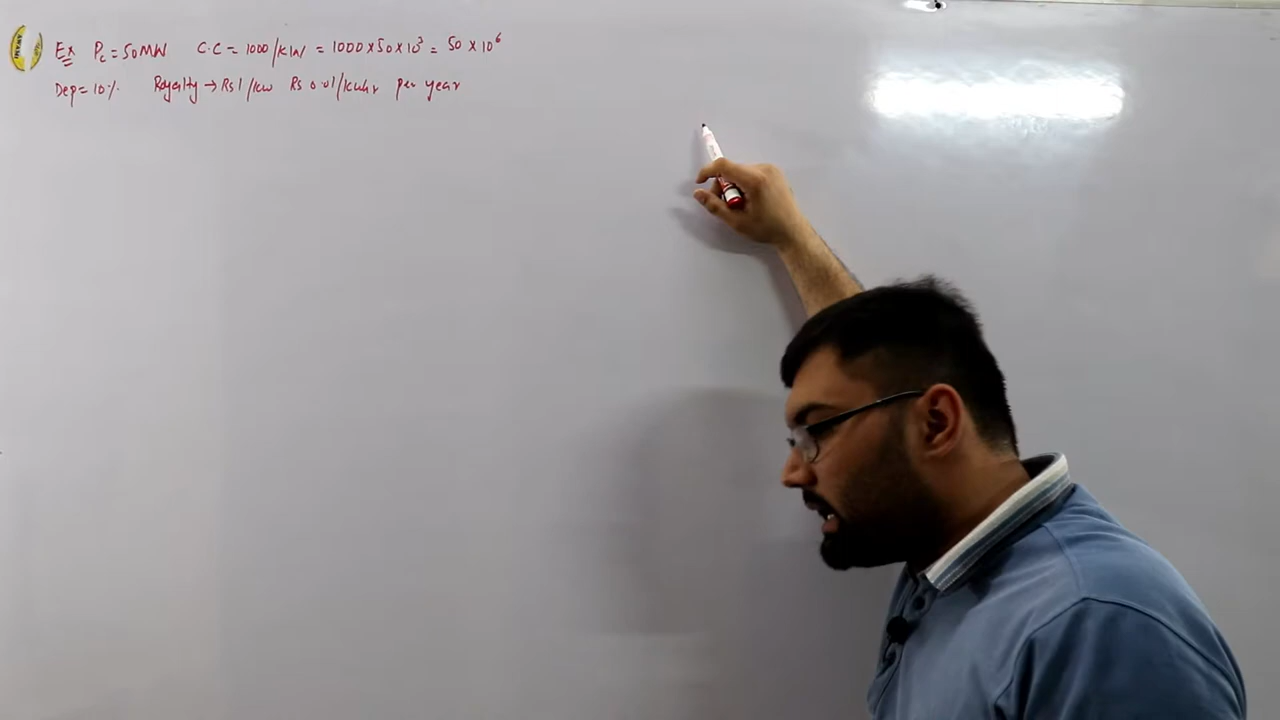 Ex Pc = 50MW C.C = 1000/kW = 1000 × 50 × 10³ = 50 × 10⁶
Dep = 10% Royalty → Rs 1/kW Rs 0.01/kWhr per year